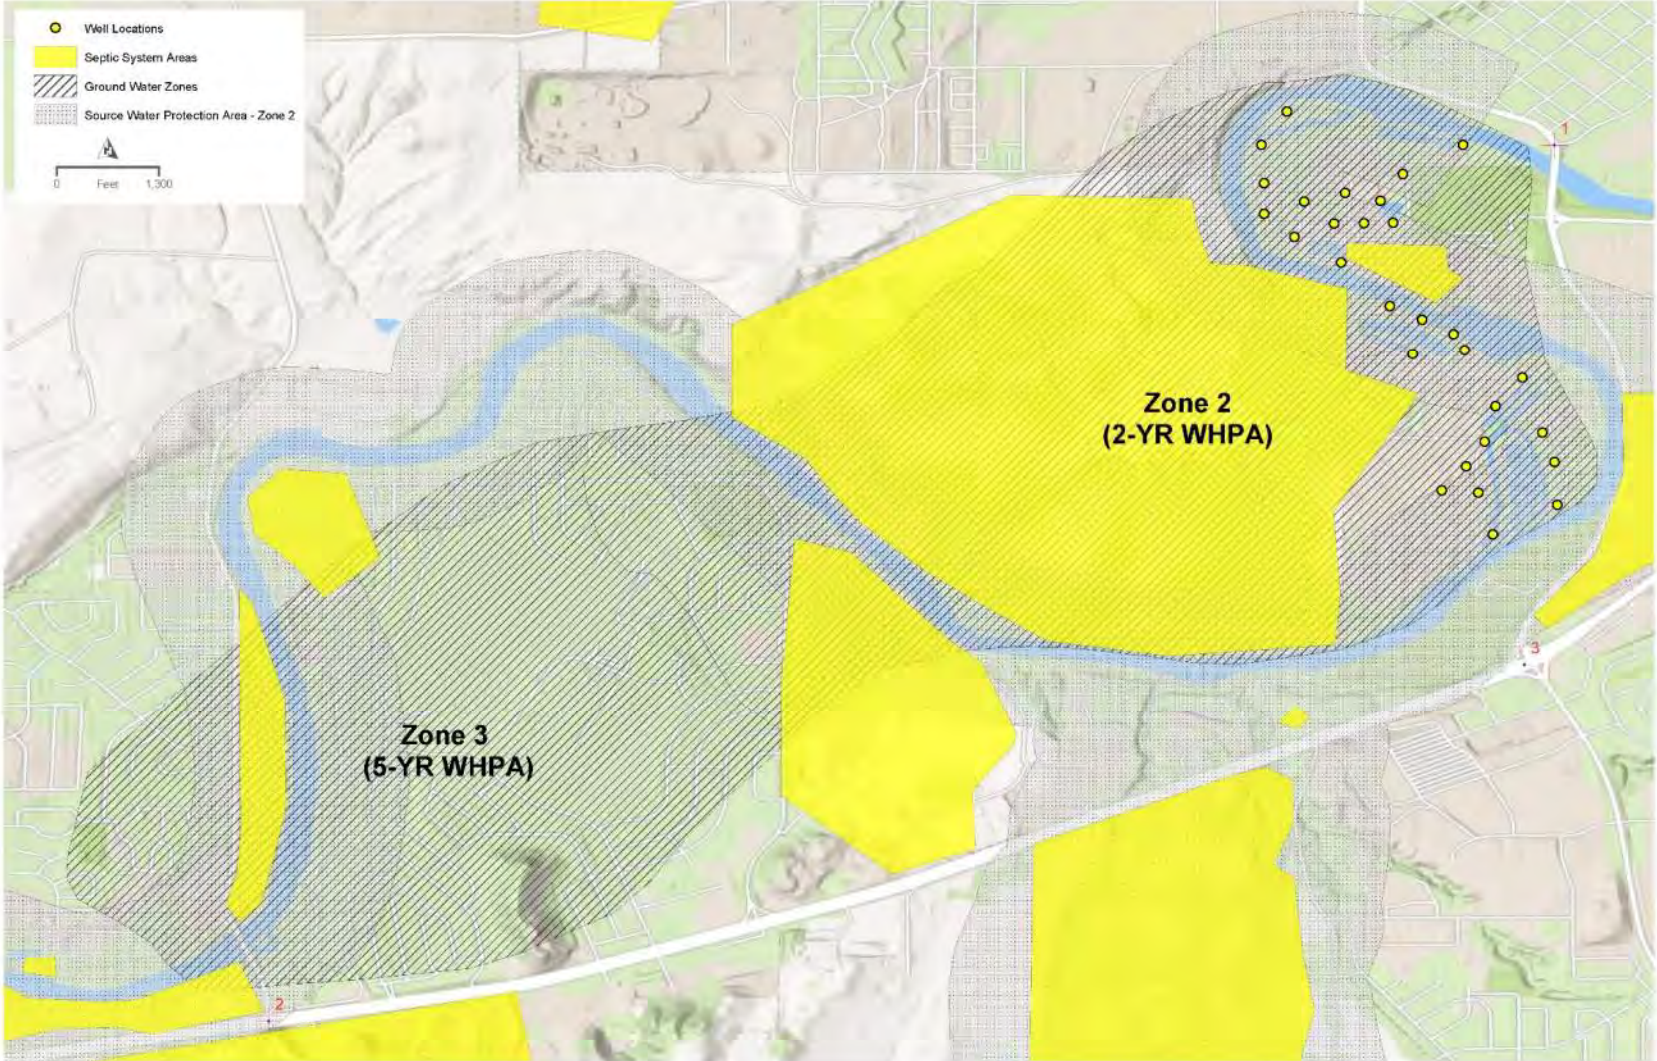 Well Locations
Septic System Areas
Ground Water Zones
Source Water Protection Area - Zone 2
0 Feet 1,300
1
Zone 2
(2-YR WHPA)
3
Zone 3
(5-YR WHPA)
2